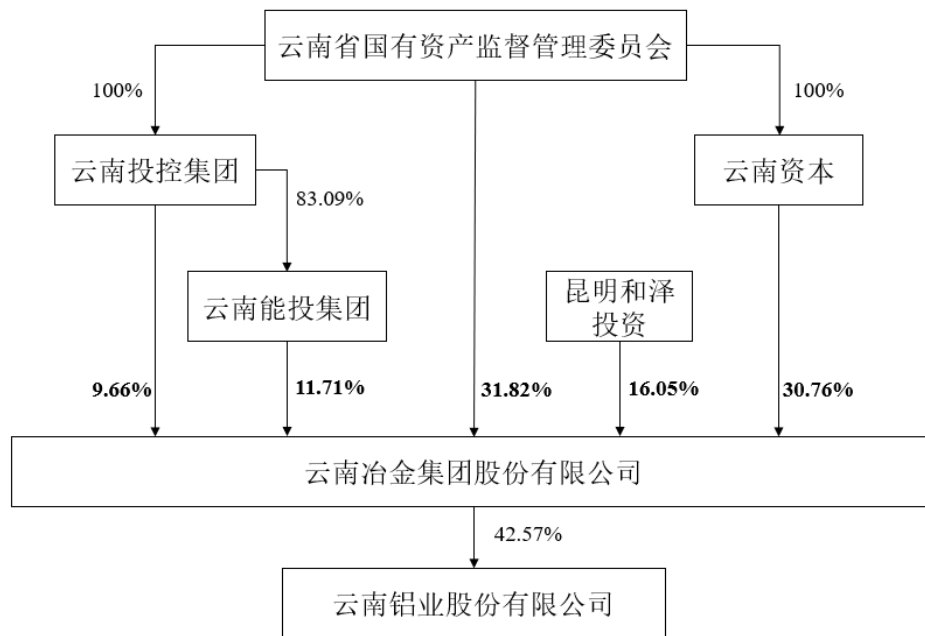 云南省国有资产监督管理委员会
100%
100%
云南投控集团
云南资本
83.09%
云南能投集团
昆明和泽
投资
9.66%
11.71%
31.82%
16.05%
30.76%
云南冶金集团股份有限公司
42.57%
云南铝业股份有限公司